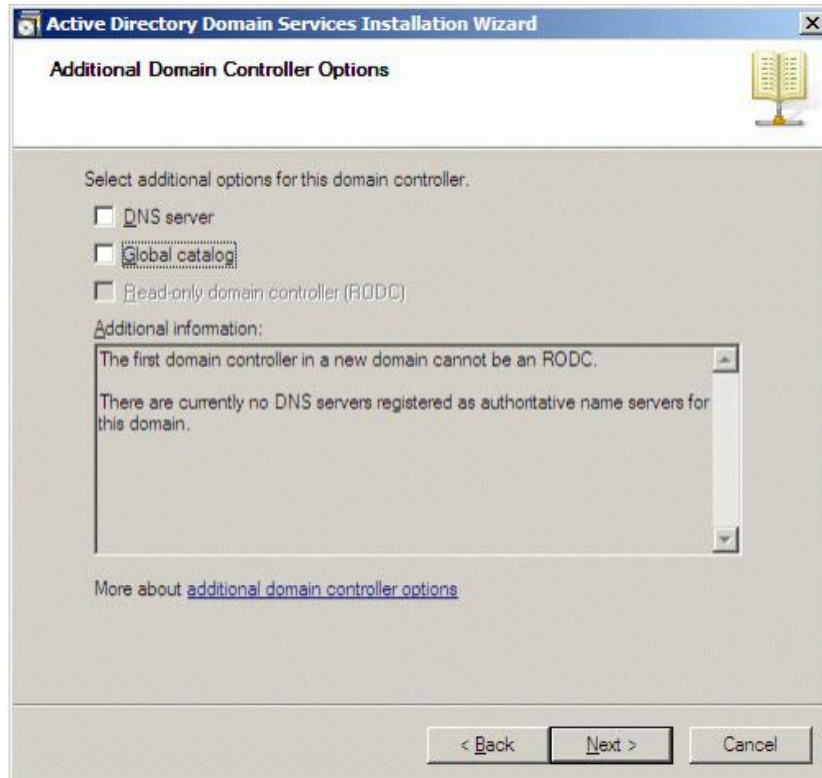 Active Directory Domain Services Installation Wizard
Additional Domain Controller Options
Select additional options for this domain controller.
DNS server
Global catalog
Read-only domain controller (RODC)
Additional information:
The first domain controller in a new domain cannot be an RODC.
There are currently no DNS servers registered as authoritative name servers for
this domain.
More about additional domain controller options
< Back
Next >
Cancel